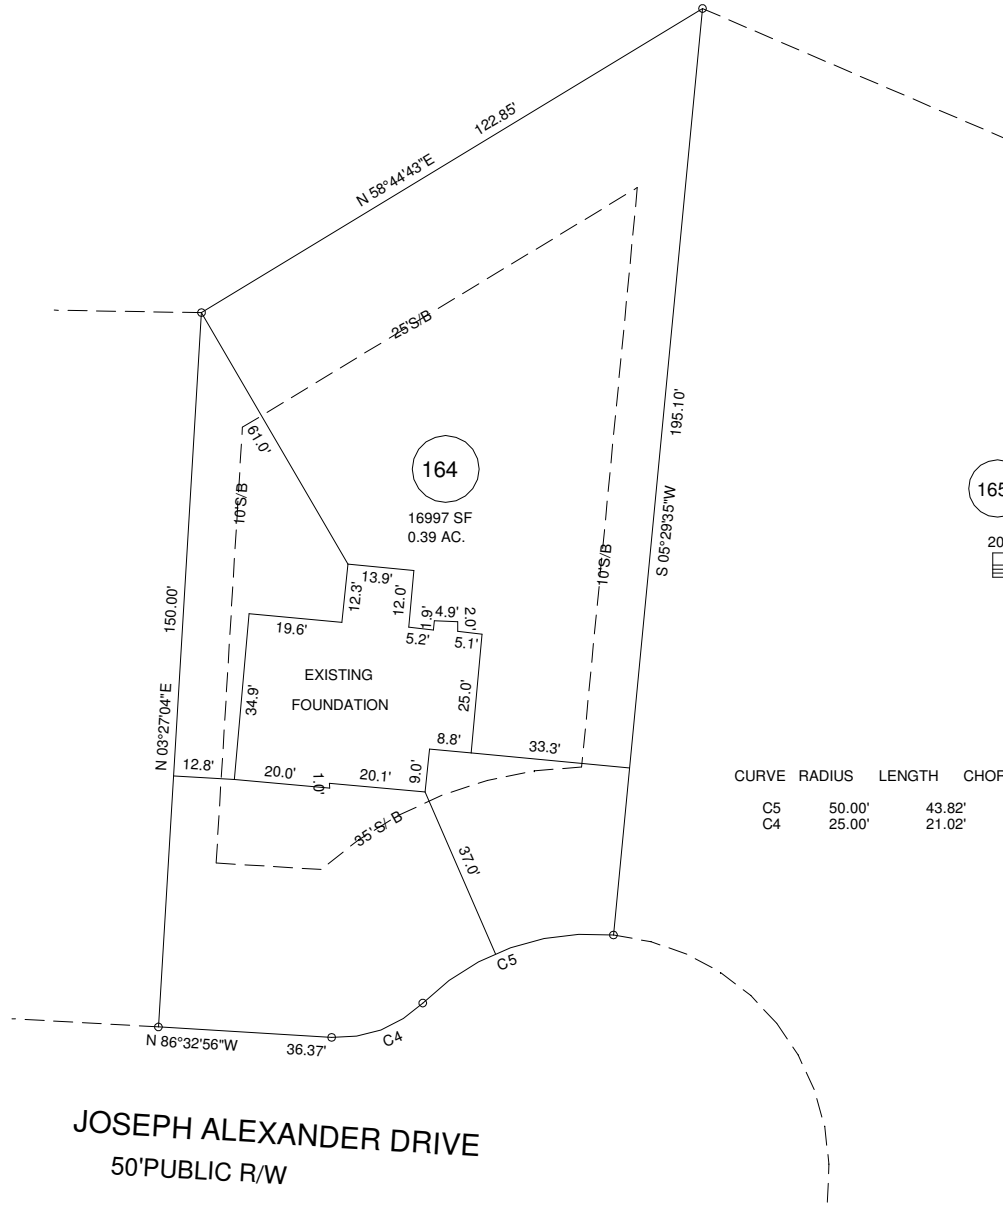 122.85'
N 58°44'43"E
25'S/B
195.10'
61.0'
164
10'S/B
16997 SF
0.39 AC.
S 05°29'35"W
10'S/B
13.9'
12.3'
12.0'
150.00'
1.9'
4.9'
2.0'
19.6'
5.2'
5.1'
EXISTING
FOUNDATION
34.9'
25.0'
N 03°27'04"E
8.8'
33.3'
12.8'
20.0'
1.0'
20.1'
9.0'
35'S/ B
37.0'
CURVE RADIUS LENGTH
C5 50.00' 43.82'
C4 25.00' 21.02'
C5
C4
N 86°32'56"W
36.37'
JOSEPH ALEXANDER DRIVE
50'PUBLIC R/W